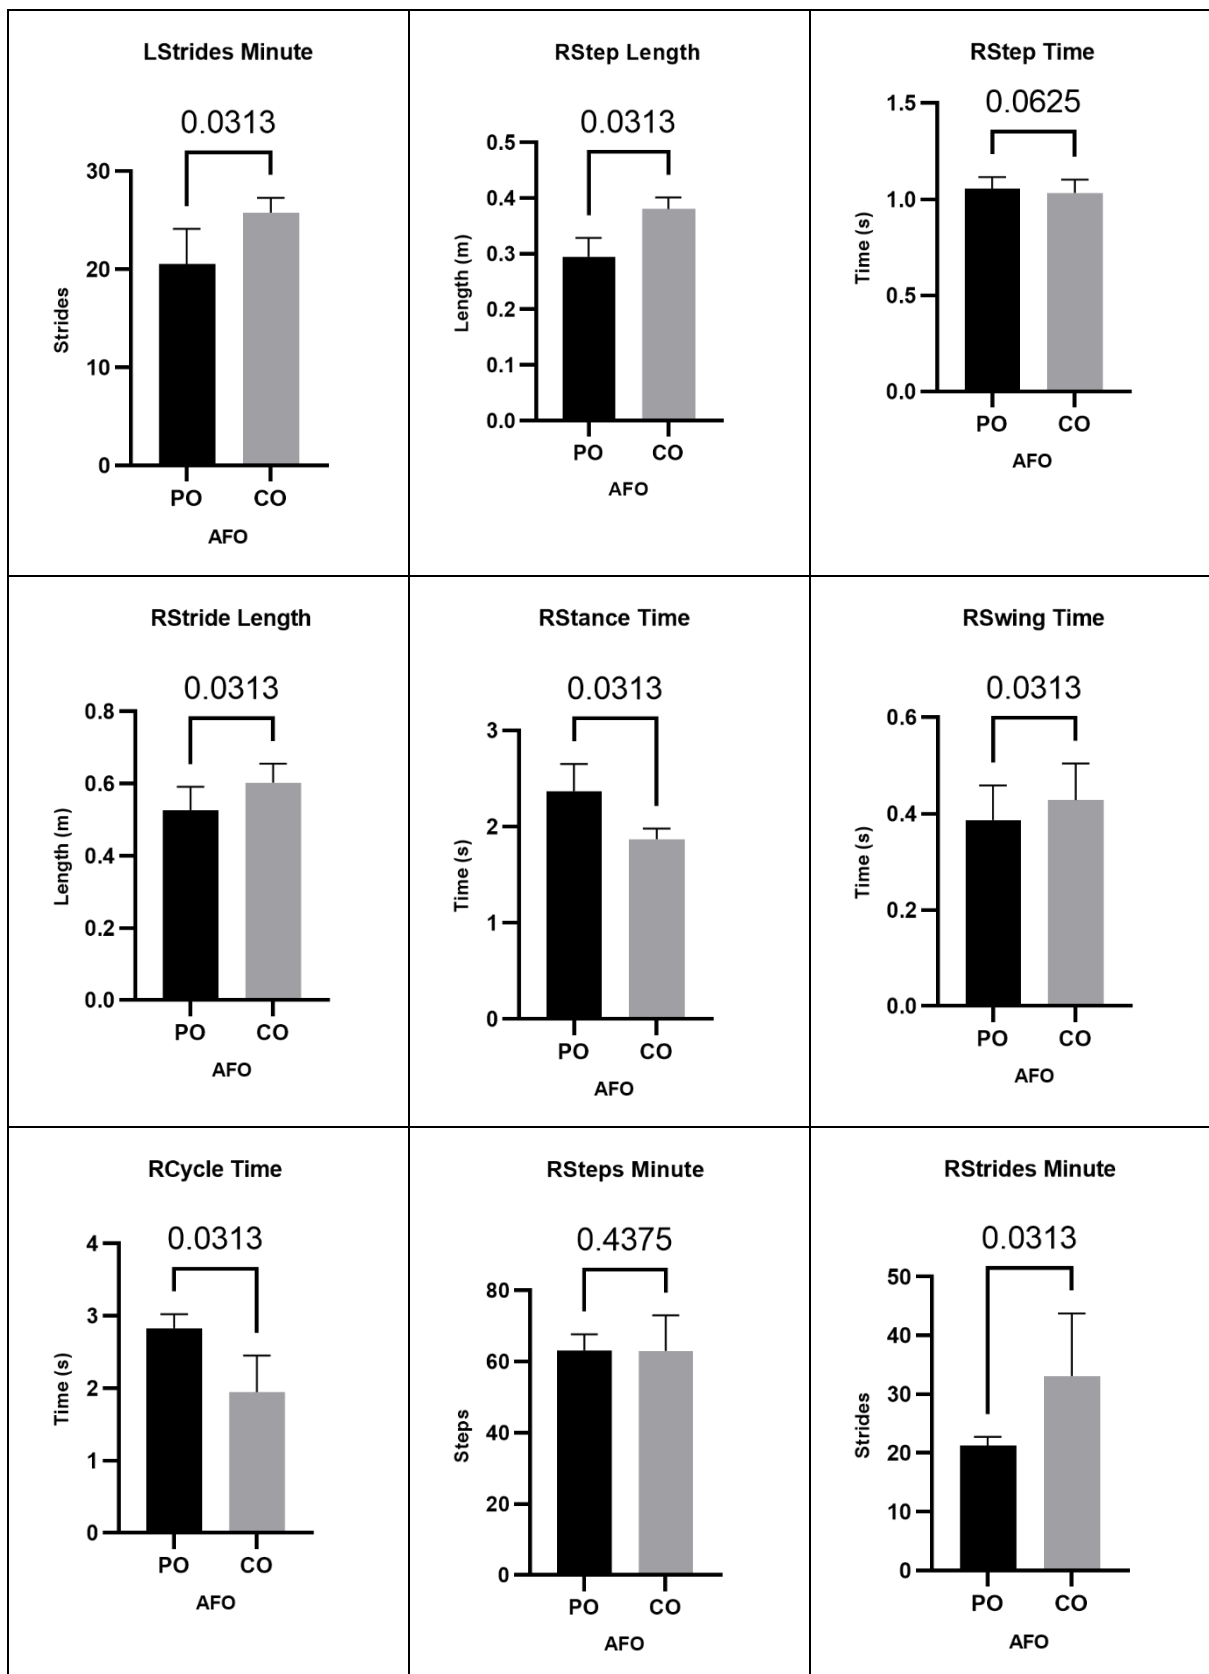 LStrides Minute
0.0313
30
20
10
0
Strides
PO CO
AFO
RStep Length
0.0313
0.5
0.4
0.3
0.2
0.1
0.0
Length (m)
PO CO
AFO
RStep Time
0.0625
1.5
1.0
0.5
0.0
Time (s)
PO CO
AFO
RStride Length
0.0313
0.8
0.6
0.4
0.2
0.0
Length (m)
PO CO
AFO
RStance Time
0.0313
3
2
1
0
Time (s)
PO CO
AFO
RSwing Time
0.0313
0.6
0.4
0.2
0.0
Time (s)
PO CO
AFO
RCycle Time
0.0313
4
3
2
1
0
Time (s)
PO CO
AFO
RSteps Minute
0.4375
80
60
40
20
0
Steps
PO CO
AFO
RStrides Minute
0.0313
50
40
30
20
10
0
Strides
PO CO
AFO